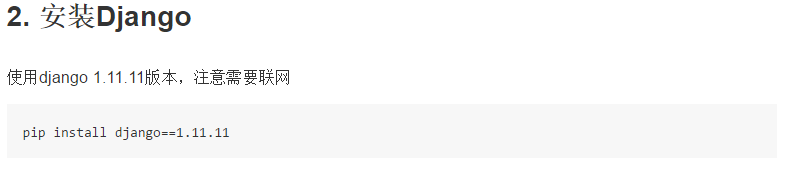 2. 安装Django
使用django 1.11.11版本，注意需要联网
pip install django==1.11.11